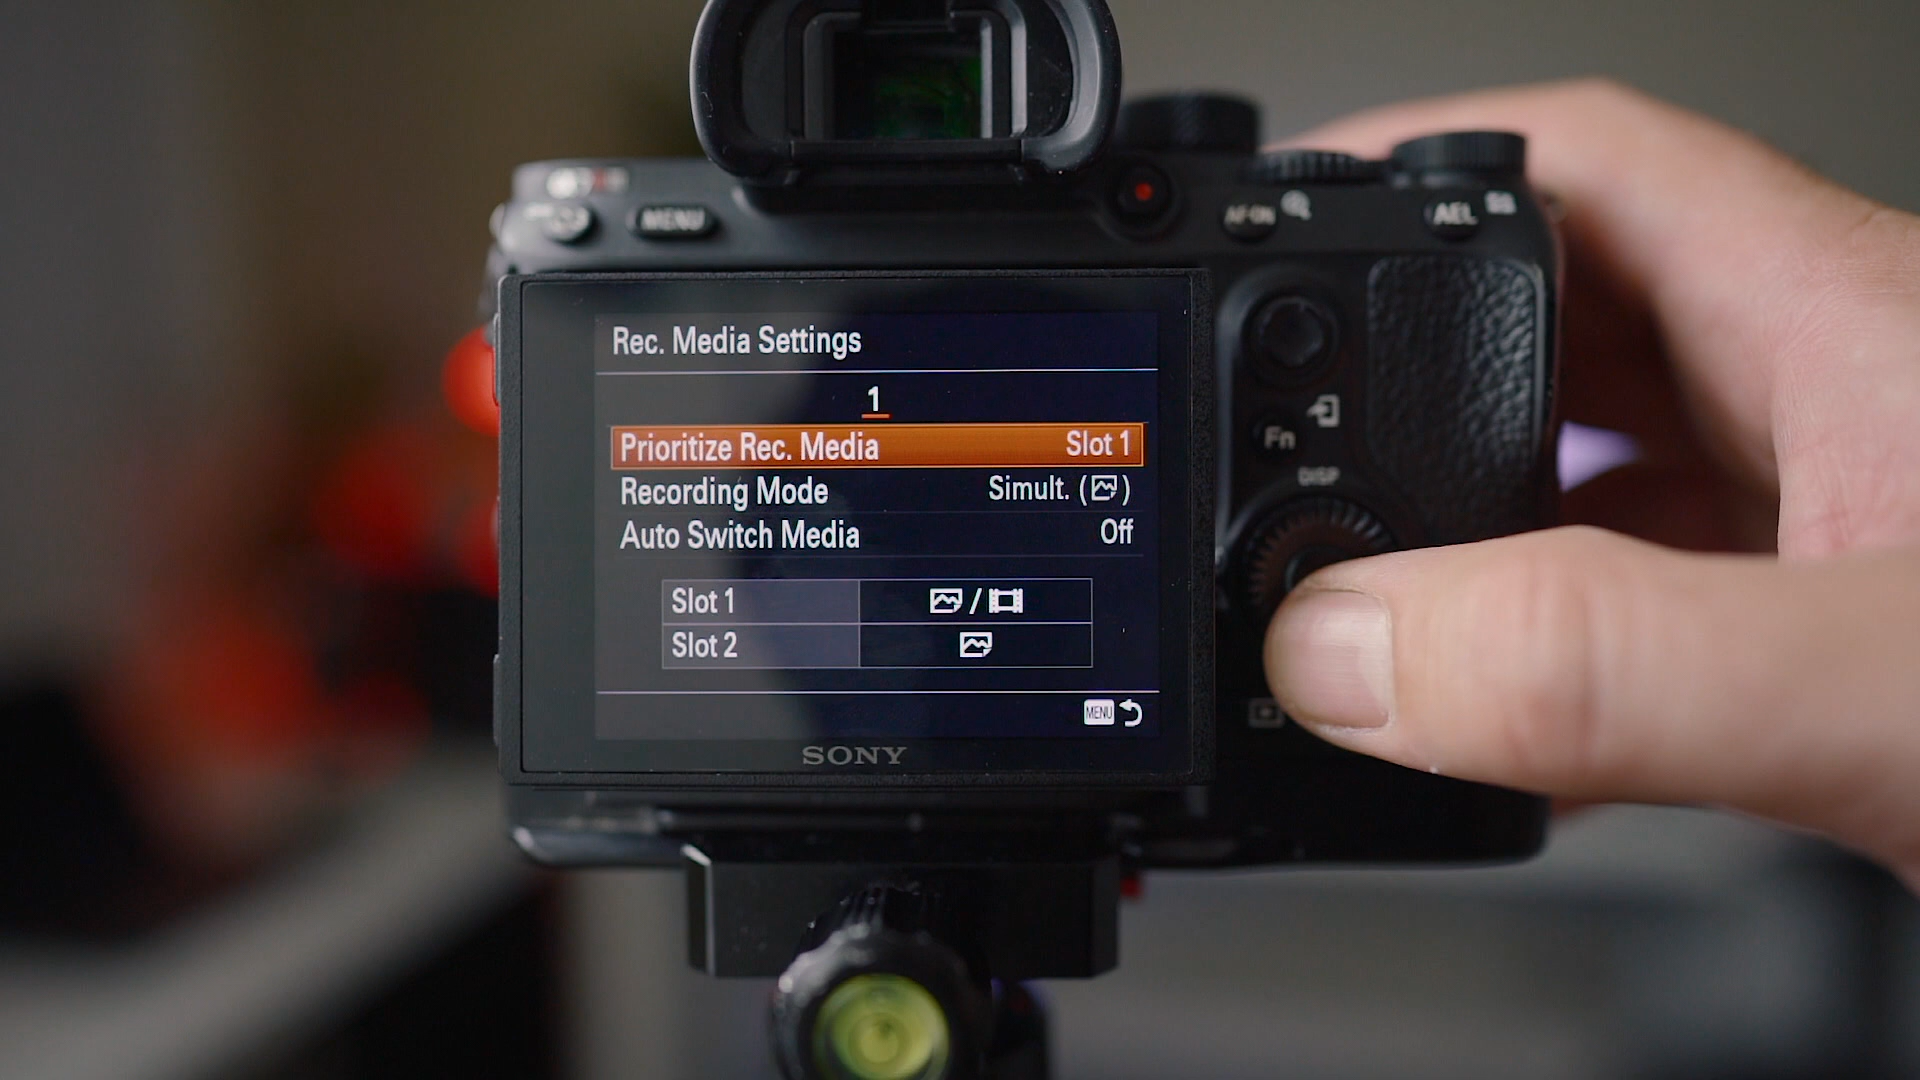 MENU
AF-ON
AEL
Rec. Media Settings
1
Prioritize Rec. Media Slot 1
Recording Mode Simult. ( )
Auto Switch Media Off
Fn
DISP
Slot 1 /
Slot 2
MENU
SONY